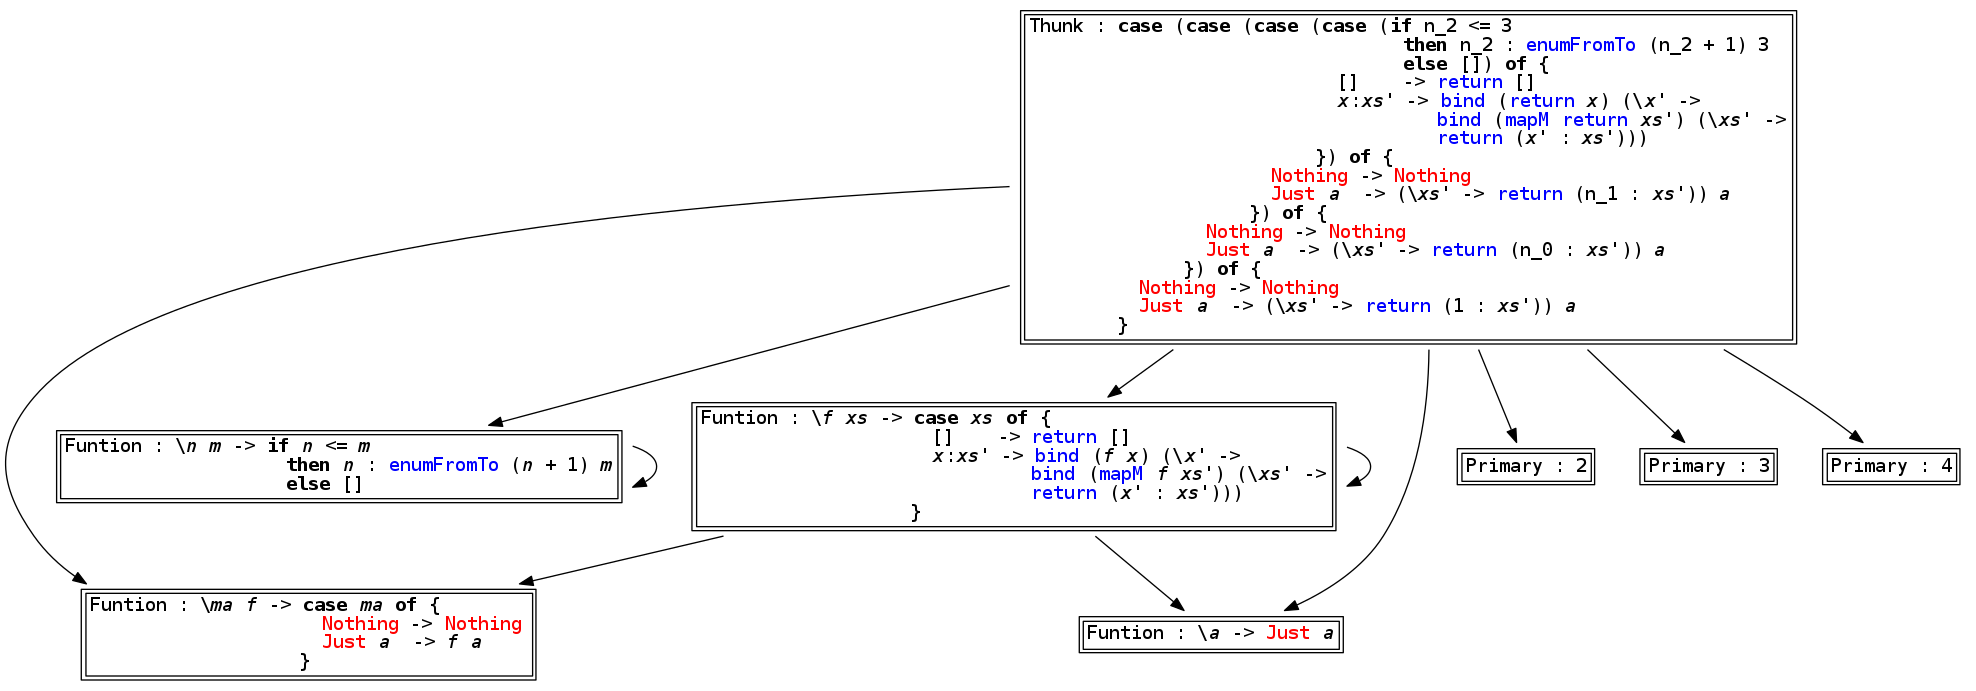 Thunk : case (case (case (case (if n_2 <= 3
then n_2 : enumFromTo (n_2 + 1) 3
else []) of {
[] -> return []
x:xs' -> bind (return x) (\x' ->
bind (mapM return xs') (\xs' ->
return (x' : xs')))
}) of {
Nothing -> Nothing
Just a -> (\xs' -> return (n_1 : xs')) a
}) of {
Nothing -> Nothing
Just a -> (\xs' -> return (n_0 : xs')) a
}) of {
Nothing -> Nothing
Just a -> (\xs' -> return (1 : xs')) a
}
Funtion : \n m -> if n <= m
then n : enumFromTo (n + 1) m
else []
Funtion : \f xs -> case xs of {
[] -> return []
x:xs' -> bind (f x) (\x' ->
bind (mapM f xs') (\xs' ->
return (x' : xs')))
}
Primary : 2
Primary : 3
Primary : 4
Funtion : \ma f -> case ma of {
Nothing -> Nothing
Just a -> f a
}
Funtion : \a -> Just a